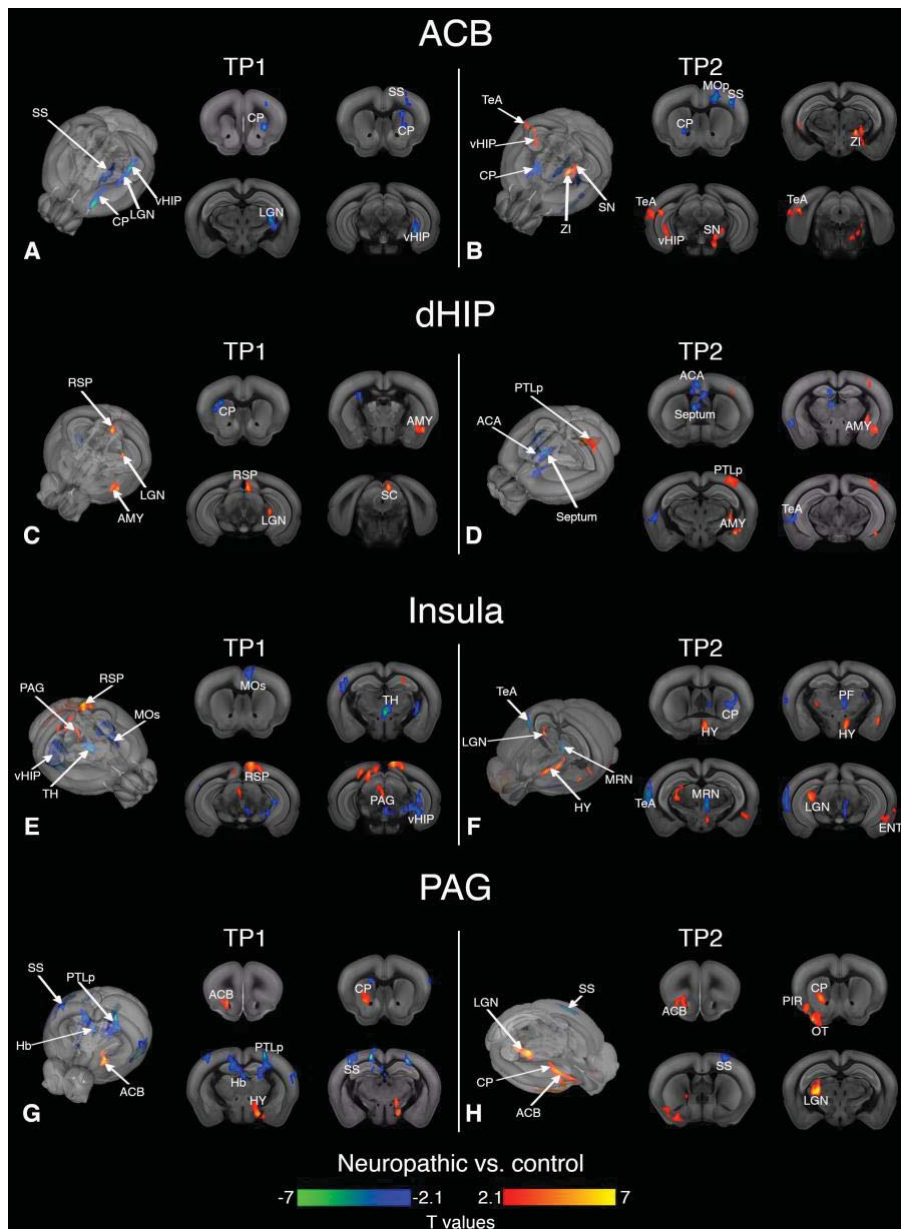 ACB
TP1
TP2
SS
CP
LGN
vHIP
CP
SS
CP
LGN
vHIP
A
TeA
vHIP
CP
ZI
SN
MOp
SS
CP
ZI
TeA
vHIP
SN
TeA
B
dHIP
TP1
TP2
RSP
LGN
AMY
CP
AMY
RSP
LGN
SC
C
PTLp
ACA
Septum
ACA
Septum
AMY
PTLp
AMY
TeA
D
Insula
TP1
TP2
RSP
PAG
MOs
vHIP
TH
MOs
TH
RSP
PAG
vHIP
E
TeA
LGN
MRN
HY
CP
HY
PF
HY
TeA
MRN
LGN
ENT
F
PAG
TP1
TP2
SS
PTLp
Hb
ACB
ACB
CP
PTLp
Hb
HY
SS
G
LGN
SS
CP
ACB
ACB
CP
PIR
OT
SS
LGN
H
Neuropathic vs. control
-7 -2.1 2.1 7
T values